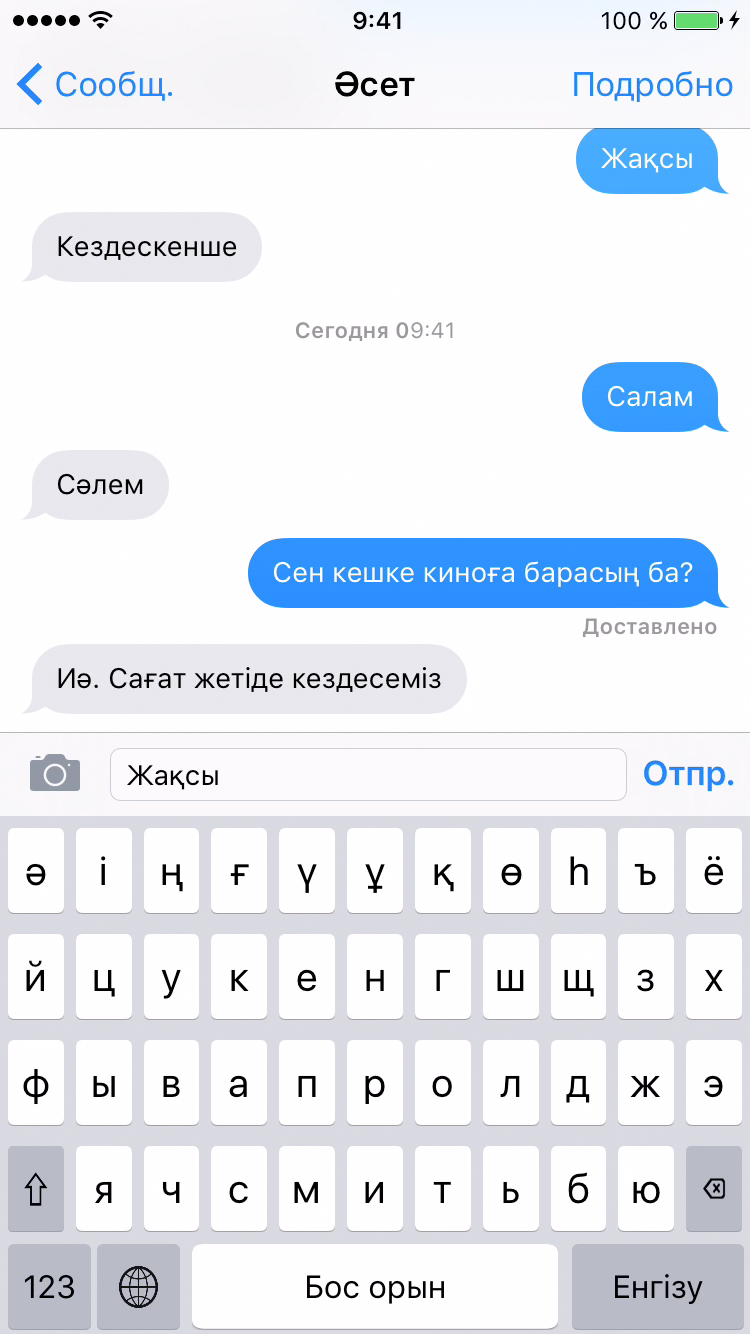 9:41 100 %
Сообщ. Әсет Подробно
Жақсы
Кездескенше
Сегодня 09:41
Салам
Сәлем
Сен кешке киноға барасың ба?
Доставлено
Иә. Сағат жетіде кездесеміз
Жақсы Отпр.
ә і ң ғ ү ұ қ ө һ ъ ё
й ц у к е н г ш щ з х
ф ы в а п р о л д ж э
я ч с м и т ь б ю
123 Бос орын Енгізу